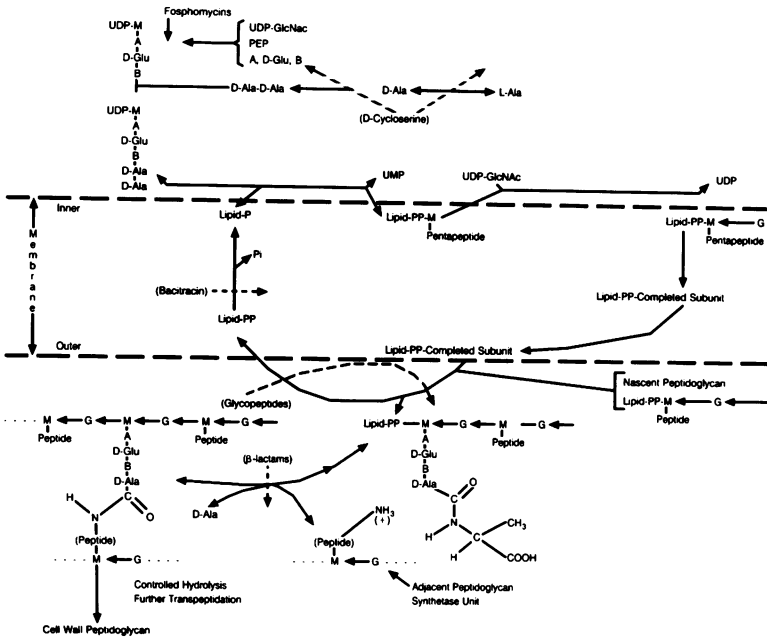 Fosphomycins
UDP-M
UDP-GlcNac
A
PEP
D-Glu
A, D-Glu, B
B
D-Ala-D-Ala
D-Ala
L-Ala
(D-Cycloserine)
UDP-M
A
D-Glu
B
D-Ala
D-Ala
UMP
UDP-GlcNAc
UDP
Inner
Lipid-P
Lipid-PP-M
Pentapeptide
Lipid-PP-M
G
Pentapeptide
Membrane
Pi
(Bacitracin)
Lipid-PP
Lipid-PP-Completed Subunit
Outer
Lipid-PP-Completed Subunit
(Glycopeptides)
Nascent Peptidoglycan
Lipid-PP-M
G
Peptide
M
G
M
G
M
G
Peptide
Peptide
A
D-Glu
B
D-Ala
Lipid-PP
M
G
M
G
Peptide
A
D-Glu
B
D-Ala
(β-lactams)
H
N
C
O
D-Ala
NH3
(+)
C
O
H
N
C
CH3
H
COOH
(Peptide)
M
G
(Peptide)
M
G
Controlled Hydrolysis
Further Transpeptidation
Adjacent Peptidoglycan
Synthetase Unit
Cell Wall Peptidoglycan